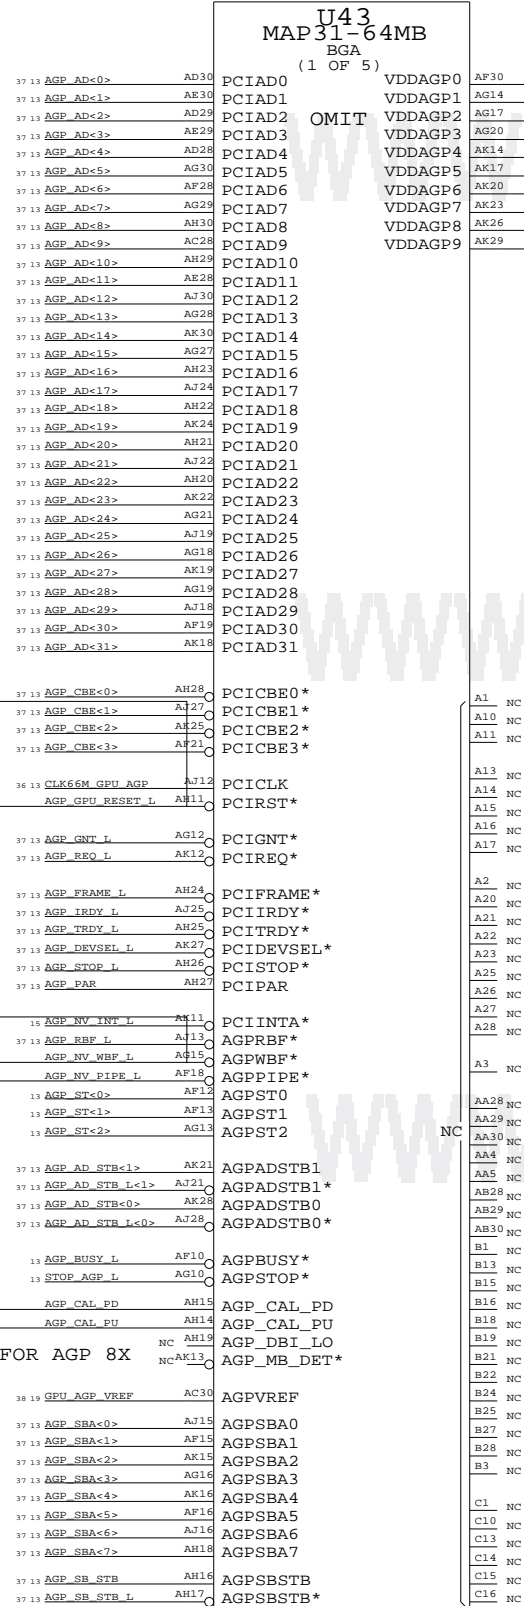 U43
MAP31-64MB
BGA
(1 OF 5)
OMIT
37 13 AGP_AD<0> AD30 PCIAD0 VDDAGP0 AF30
37 13 AGP_AD<1> AE30 PCIAD1 VDDAGP1 AG14
37 13 AGP_AD<2> AD29 PCIAD2 VDDAGP2 AG17
37 13 AGP_AD<3> AE29 PCIAD3 VDDAGP3 AG20
37 13 AGP_AD<4> AD28 PCIAD4 VDDAGP4 AK14
37 13 AGP_AD<5> AG30 PCIAD5 VDDAGP5 AK17
37 13 AGP_AD<6> AF28 PCIAD6 VDDAGP6 AK20
37 13 AGP_AD<7> AG29 PCIAD7 VDDAGP7 AK23
37 13 AGP_AD<8> AH30 PCIAD8 VDDAGP8 AK26
37 13 AGP_AD<9> AC28 PCIAD9 VDDAGP9 AK29
37 13 AGP_AD<10> AH29 PCIAD10
37 13 AGP_AD<11> AE28 PCIAD11
37 13 AGP_AD<12> AJ30 PCIAD12
37 13 AGP_AD<13> AG28 PCIAD13
37 13 AGP_AD<14> AK30 PCIAD14
37 13 AGP_AD<15> AG27 PCIAD15
37 13 AGP_AD<16> AH23 PCIAD16
37 13 AGP_AD<17> AJ24 PCIAD17
37 13 AGP_AD<18> AH22 PCIAD18
37 13 AGP_AD<19> AK24 PCIAD19
37 13 AGP_AD<20> AH21 PCIAD20
37 13 AGP_AD<21> AJ22 PCIAD21
37 13 AGP_AD<22> AH20 PCIAD22
37 13 AGP_AD<23> AK22 PCIAD23
37 13 AGP_AD<24> AG21 PCIAD24
37 13 AGP_AD<25> AJ19 PCIAD25
37 13 AGP_AD<26> AG18 PCIAD26
37 13 AGP_AD<27> AK19 PCIAD27
37 13 AGP_AD<28> AG19 PCIAD28
37 13 AGP_AD<29> AJ18 PCIAD29
37 13 AGP_AD<30> AF19 PCIAD30
37 13 AGP_AD<31> AK18 PCIAD31
37 13 AGP_CBE<0> AH28 PCICBE0*
37 13 AGP_CBE<1> AJ27 PCICBE1*
37 13 AGP_CBE<2> AK25 PCICBE2*
37 13 AGP_CBE<3> AF21 PCICBE3*
36 13 CLK66M_GPU_AGP AJ12 PCICLK
AGP_GPU_RESET_L AH11 PCIRST*
37 13 AGP_GNT_L AG12 PCIGNT*
37 13 AGP_REQ_L AK12 PCIREQ*
37 13 AGP_FRAME_L AH24 PCIFRAME*
37 13 AGP_IRDY_L AJ25 PCIIRDY*
37 13 AGP_TRDY_L AH25 PCITRDY*
37 13 AGP_DEVSEL_L AK27 PCIDEVSEL*
37 13 AGP_STOP_L AH26 PCISTOP*
37 13 AGP_PAR AH27 PCIPAR
15 AGP_NV_INT_L AK11 PCIINTA*
37 13 AGP_RBF_L AJ13 AGPRBF*
AGP_NV_WBF_L AG15 AGPWBF*
AGP_NV_PIPE_L AF18 AGPPIPE*
13 AGP_ST<0> AF12 AGPST0
13 AGP_ST<1> AF13 AGPST1
13 AGP_ST<2> AG13 AGPST2
37 13 AGP_AD_STB<1> AK21 AGPADSTB1
37 13 AGP_AD_STB_L<1> AJ21 AGPADSTB1*
37 13 AGP_AD_STB<0> AK28 AGPADSTB0
37 13 AGP_AD_STB_L<0> AJ28 AGPADSTB0*
13 AGP_BUSY_L AF10 AGPBUSY*
13 STOP_AGP_L AG10 AGPSTOP*
AGP_CAL_PD AH15 AGP_CAL_PD
AGP_CAL_PU AH14 AGP_CAL_PU
NC AH19 AGP_DBI_LO
FOR AGP 8X NC AK13 AGP_MB_DET*
38 19 GPU_AGP_VREF AC30 AGPVREF
37 13 AGP_SBA<0> AJ15 AGPSBA0
37 13 AGP_SBA<1> AF15 AGPSBA1
37 13 AGP_SBA<2> AK15 AGPSBA2
37 13 AGP_SBA<3> AG16 AGPSBA3
37 13 AGP_SBA<4> AK16 AGPSBA4
37 13 AGP_SBA<5> AF16 AGPSBA5
37 13 AGP_SBA<6> AJ16 AGPSBA6
37 13 AGP_SBA<7> AH18 AGPSBA7
37 13 AGP_SB_STB AH16 AGPSBSTB
37 13 AGP_SB_STB_L AH17 AGPSBSTB*
NC
A1 NC
A10 NC
A11 NC
A13 NC
A14 NC
A15 NC
A16 NC
A17 NC
A2 NC
A20 NC
A21 NC
A22 NC
A23 NC
A25 NC
A26 NC
A27 NC
A28 NC
A3 NC
AA28 NC
AA29 NC
AA30 NC
AA4 NC
AA5 NC
AB28 NC
AB29 NC
AB30 NC
B1 NC
B13 NC
B15 NC
B16 NC
B18 NC
B19 NC
B21 NC
B22 NC
B24 NC
B25 NC
B27 NC
B28 NC
B3 NC
C1 NC
C10 NC
C13 NC
C14 NC
C15 NC
C16 NC
WWW
WWW
WWW